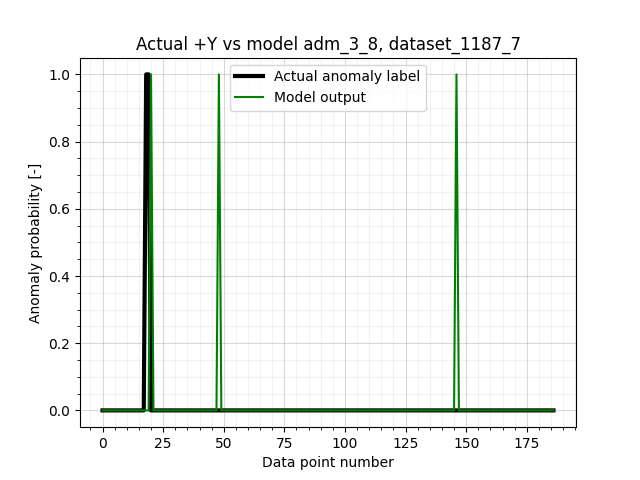 Actual +Y vs model adm_3_8, dataset_1187_7
Actual anomaly label
Model output
Anomaly probability [-]
1.0
0.8
0.6
0.4
0.2
0.0
0 25 50 75 100 125 150 175
Data point number